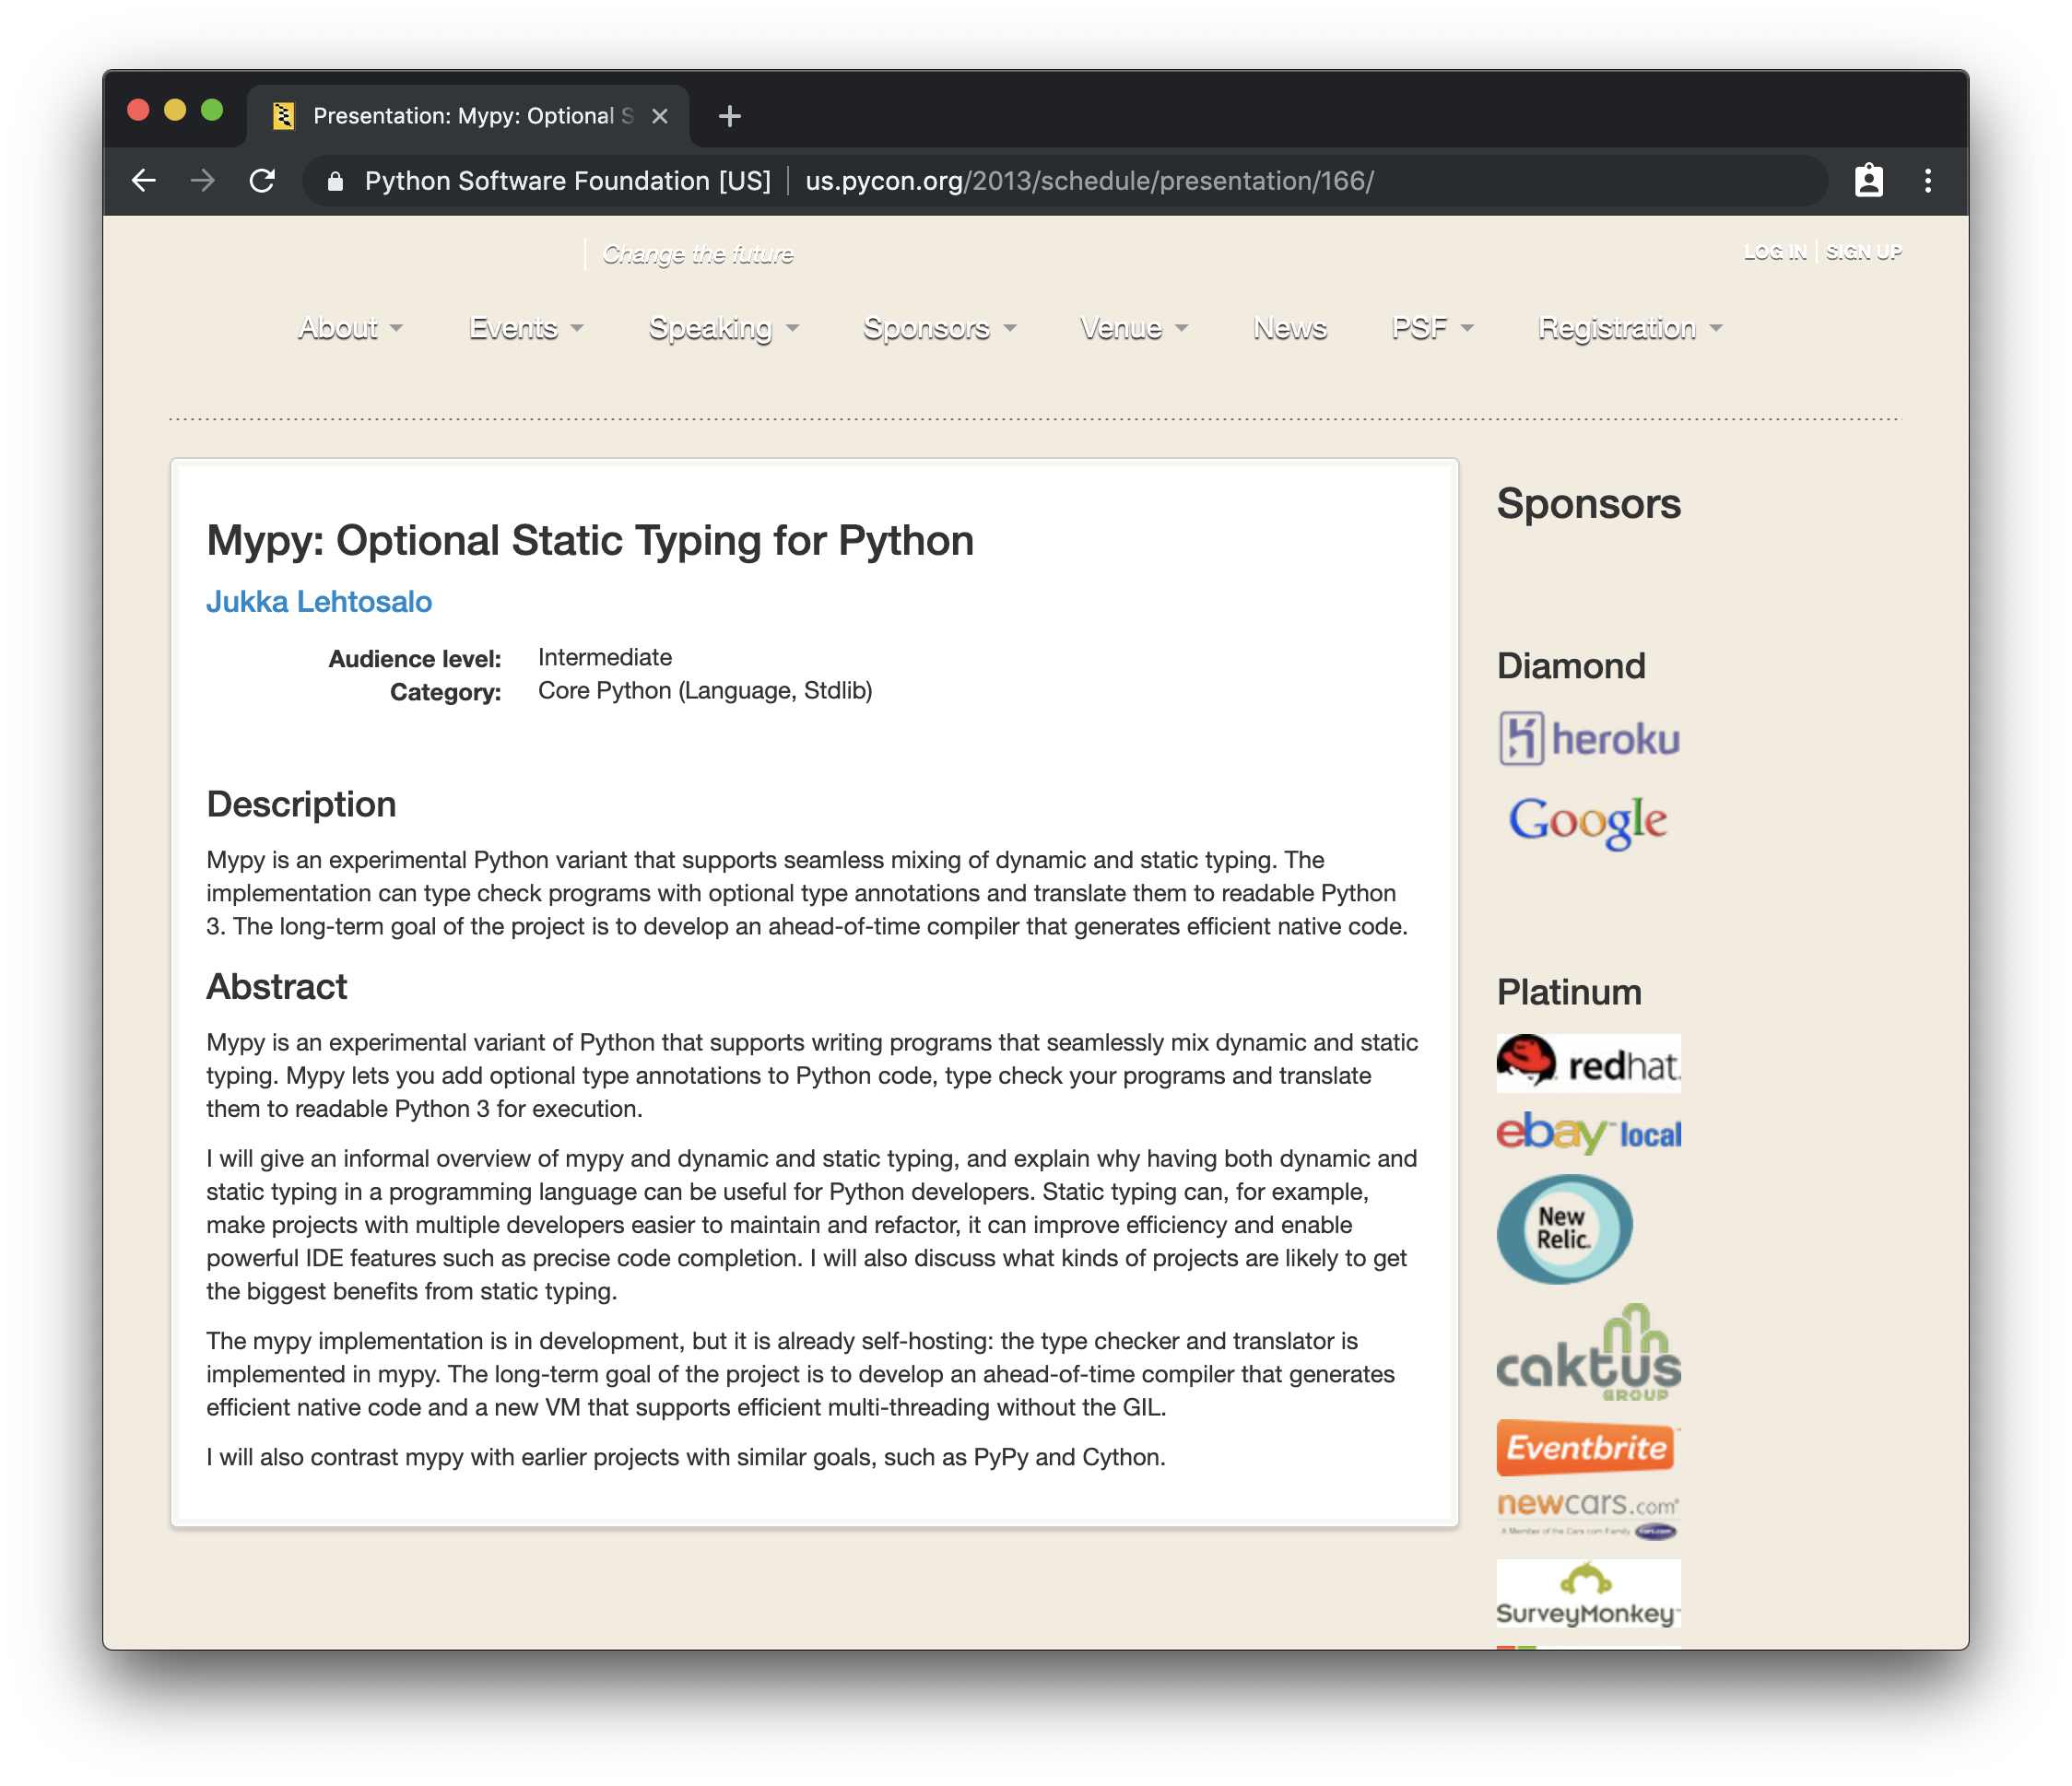 Presentation: Mypy: Optional S
Python Software Foundation [US] | us.pycon.org/2013/schedule/presentation/166/
Change the future
LOG IN | SIGN UP
About Events Speaking Sponsors Venue News PSF Registration
Mypy: Optional Static Typing for Python
Jukka Lehtosalo
Audience level: Intermediate
Category: Core Python (Language, Stdlib)
Description
Mypy is an experimental Python variant that supports seamless mixing of dynamic and static typing. The
implementation can type check programs with optional type annotations and translate them to readable Python
3. The long-term goal of the project is to develop an ahead-of-time compiler that generates efficient native code.
Abstract
Mypy is an experimental variant of Python that supports writing programs that seamlessly mix dynamic and static
typing. Mypy lets you add optional type annotations to Python code, type check your programs and translate
them to readable Python 3 for execution.
I will give an informal overview of mypy and dynamic and static typing, and explain why having both dynamic and
static typing in a programming language can be useful for Python developers. Static typing can, for example,
make projects with multiple developers easier to maintain and refactor, it can improve efficiency and enable
powerful IDE features such as precise code completion. I will also discuss what kinds of projects are likely to get
the biggest benefits from static typing.
The mypy implementation is in development, but it is already self-hosting: the type checker and translator is
implemented in mypy. The long-term goal of the project is to develop an ahead-of-time compiler that generates
efficient native code and a new VM that supports efficient multi-threading without the GIL.
I will also contrast mypy with earlier projects with similar goals, such as PyPy and Cython.
Sponsors
Diamond
heroku
Google
Platinum
redhat.
ebay™ local
New
Relic.
caktus
GROUP
Eventbrite
newcars.com®
A Member of the Cars.com Family cars.com
SurveyMonkey™